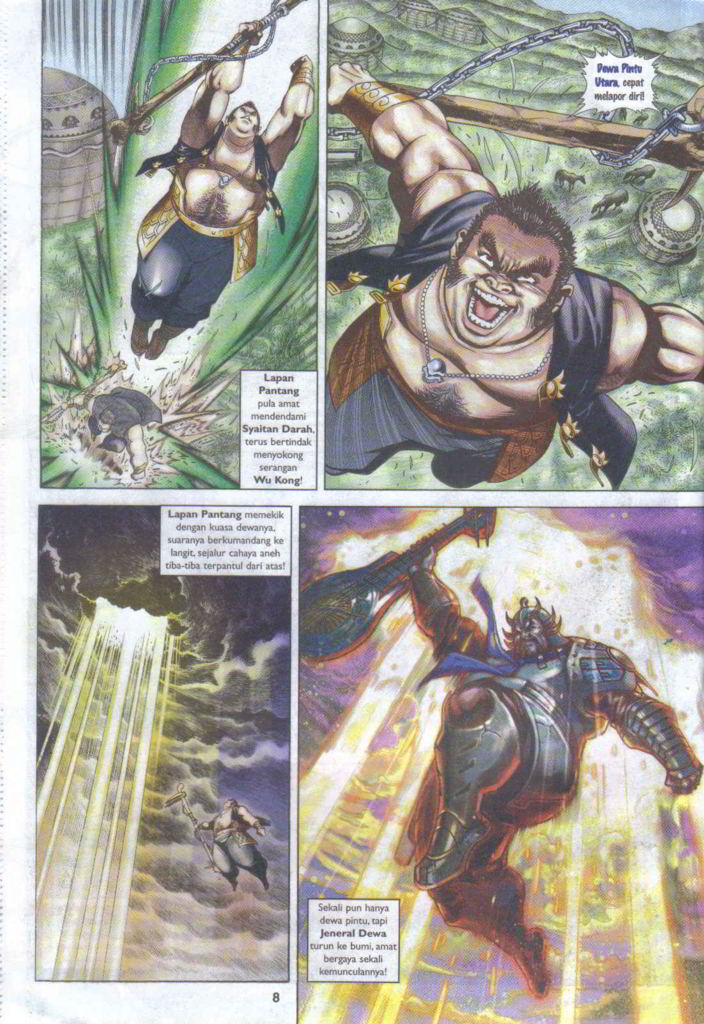 Dewa Pintu
Utara, cepat
melapor diri!
Lapan
Pantang
pula amat
mendendami
Syaitan Darah,
terus bertindak
menyokong
serangan
Wu Kong!
Lapan Pantang memekik
dengan kuasa dewanya,
suaranya berkumandang ke
langit, sejalur cahaya aneh
tiba-tiba terpantul dari atas!
Sekali pun hanya
dewa pintu, tapi
Jeneral Dewa
turun ke bumi, amat
bergaya sekali
kemunculannya!
8